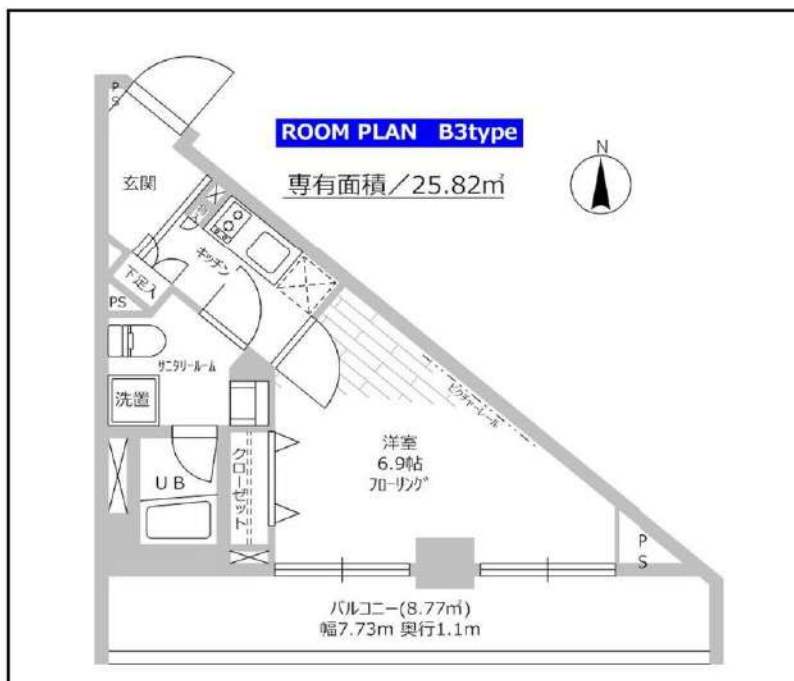 ROOM PLAN B3type
専有面積／25.82㎡
N
PS
玄関
物入
キッチン
下足入
PS
サニタリールーム
洗置
ピクチャーレール
洋室
6.9帖
フローリング
UB
クローゼット
PS
バルコニー(8.77㎡)
幅7.73m 奥行1.1m